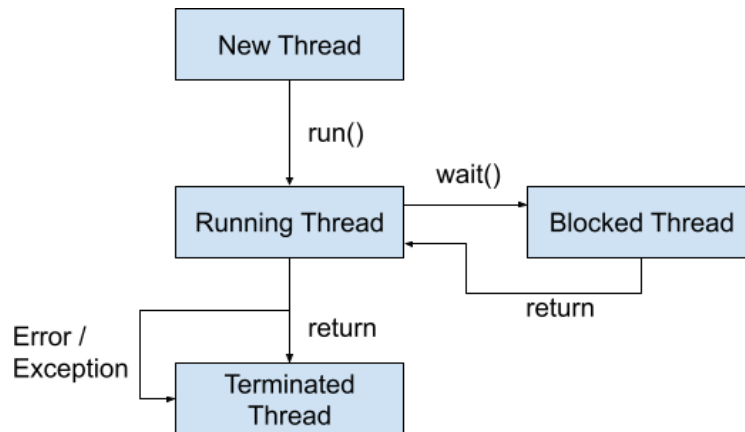 New Thread
run()
wait()
Running Thread
Blocked Thread
return
Error /
Exception
return
Terminated
Thread